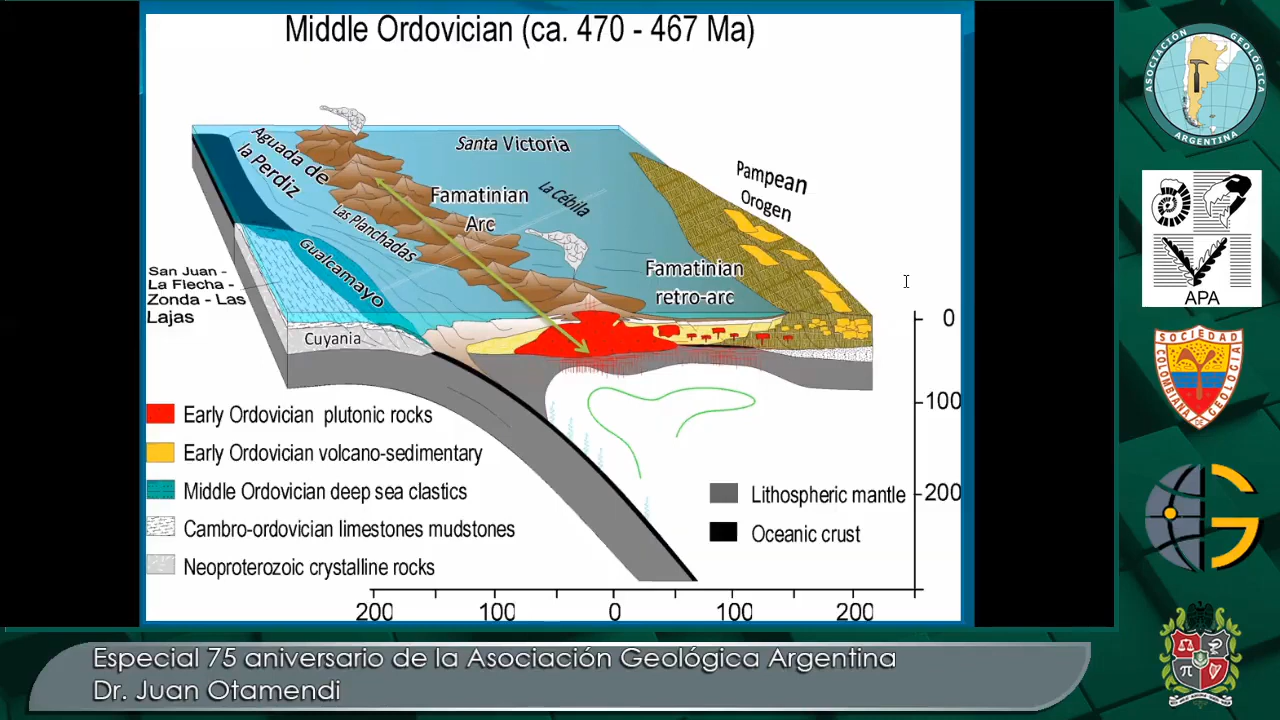 Middle Ordovician (ca. 470 - 467 Ma)
Aguada de
la Perdiz
Santa Victoria
La Cébila
Famatinian
Arc
Las Planchadas
Gualcamayo
Pampean
Orogen
Famatinian
retro-arc
San Juan -
La Flecha -
Zonda - Las
Lajas
Cuyania
0
100
200
Early Ordovician plutonic rocks
Early Ordovician volcano-sedimentary
Middle Ordovician deep sea clastics
Cambro-ordovician limestones mudstones
Neoproterozoic crystalline rocks
Lithospheric mantle
Oceanic crust
200 100 0 100 200
ASOCIACIÓN GEOLÓGICA
ARGENTINA
APA
SOCIEDAD
COLOMBIANA DE GEOLOGIA
G
Especial 75 aniversario de la Asociación Geológica Argentina
Dr. Juan Otamendi